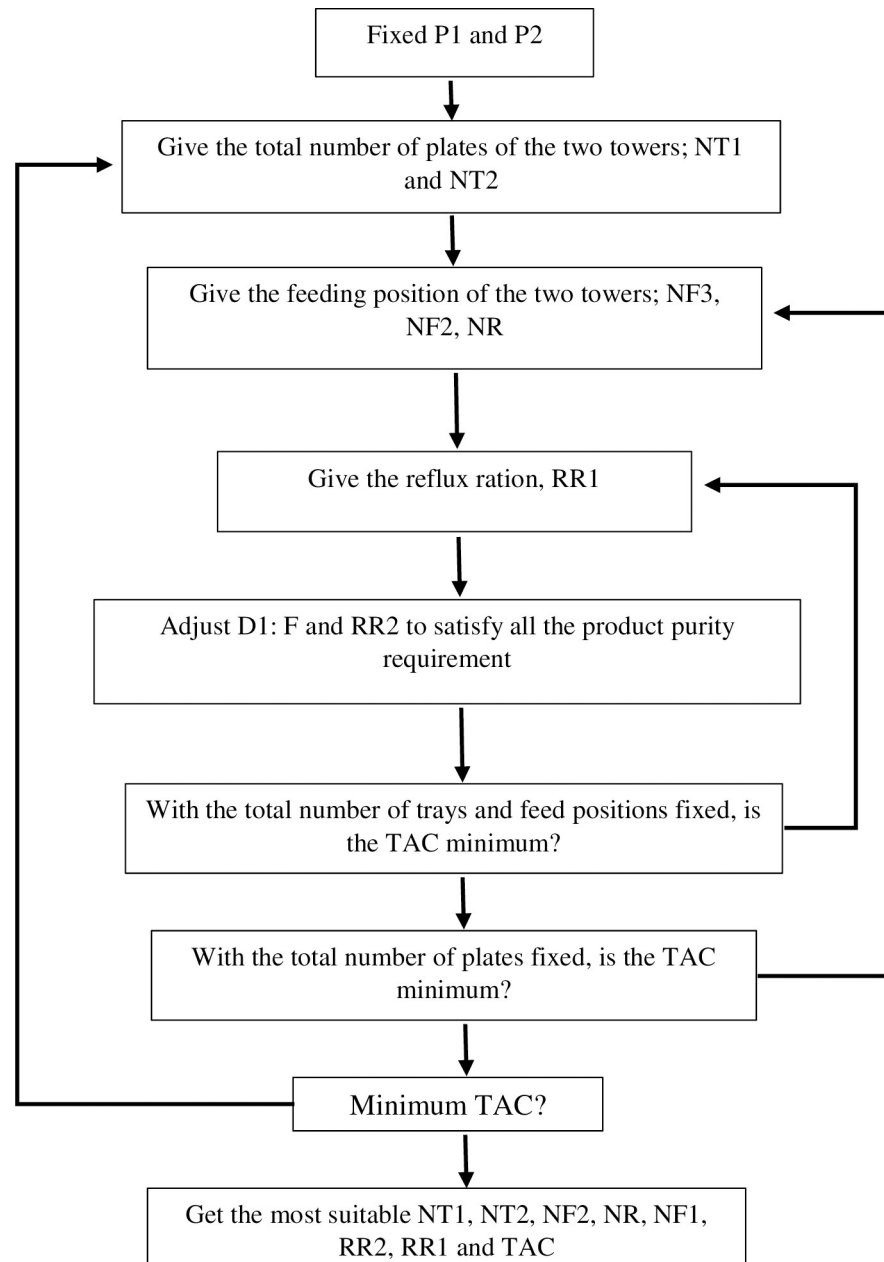 Fixed P1 and P2
Give the total number of plates of the two towers; NT1
and NT2
Give the feeding position of the two towers; NF3,
NF2, NR
Give the reflux ration, RR1
Adjust D1: F and RR2 to satisfy all the product purity
requirement
With the total number of trays and feed positions fixed, is
the TAC minimum?
With the total number of plates fixed, is the TAC
minimum?
Minimum TAC?
Get the most suitable NT1, NT2, NF2, NR, NF1,
RR2, RR1 and TAC